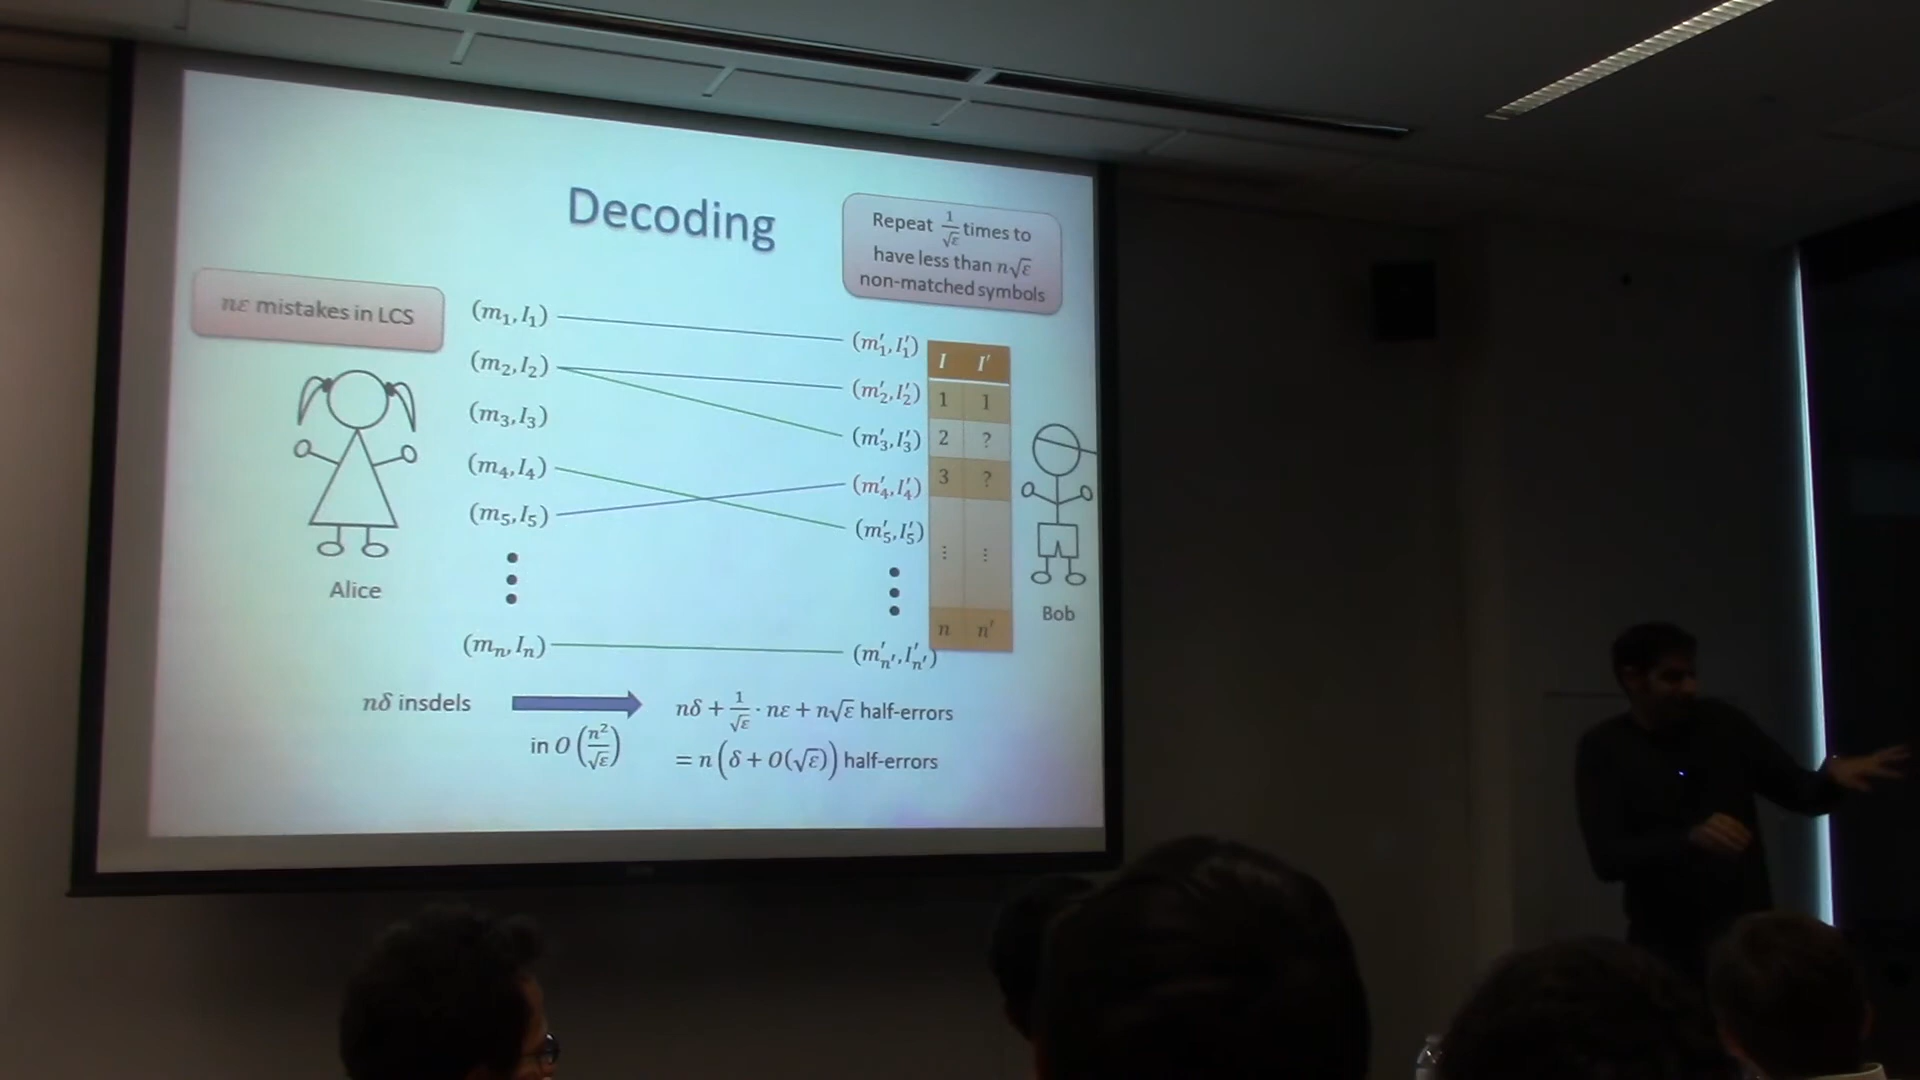 Decoding
Repeat 1/√ε times to
have less than n√ε
non-matched symbols
nε mistakes in LCS
(m₁,I₁)
(m₂,I₂)
(m₃,I₃)
(m₄,I₄)
(m₅,I₅)
(mₙ,Iₙ)
(m′₁,I′₁)
(m′₂,I′₂)
(m′₃,I′₃)
(m′₄,I′₄)
(m′₅,I′₅)
(m′ₙ′,I′ₙ′)
I I′
1 1
2 ?
3 ?
⋮ ⋮
n n′
Alice
Bob
nδ insdels
in O(n²/√ε)
nδ + 1/√ε · nε + n√ε half-errors
= n(δ + O(√ε)) half-errors